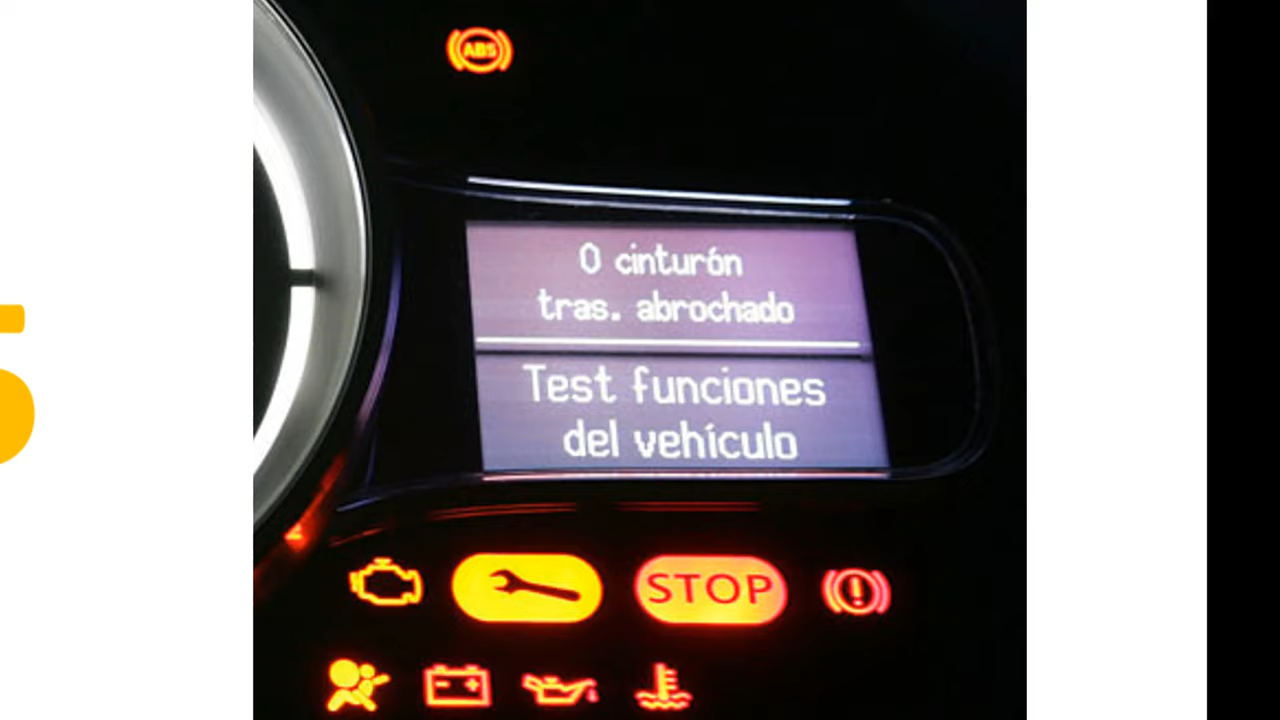 ABS
0 cinturón
tras. abrochado
Test funciones
del vehículo
STOP